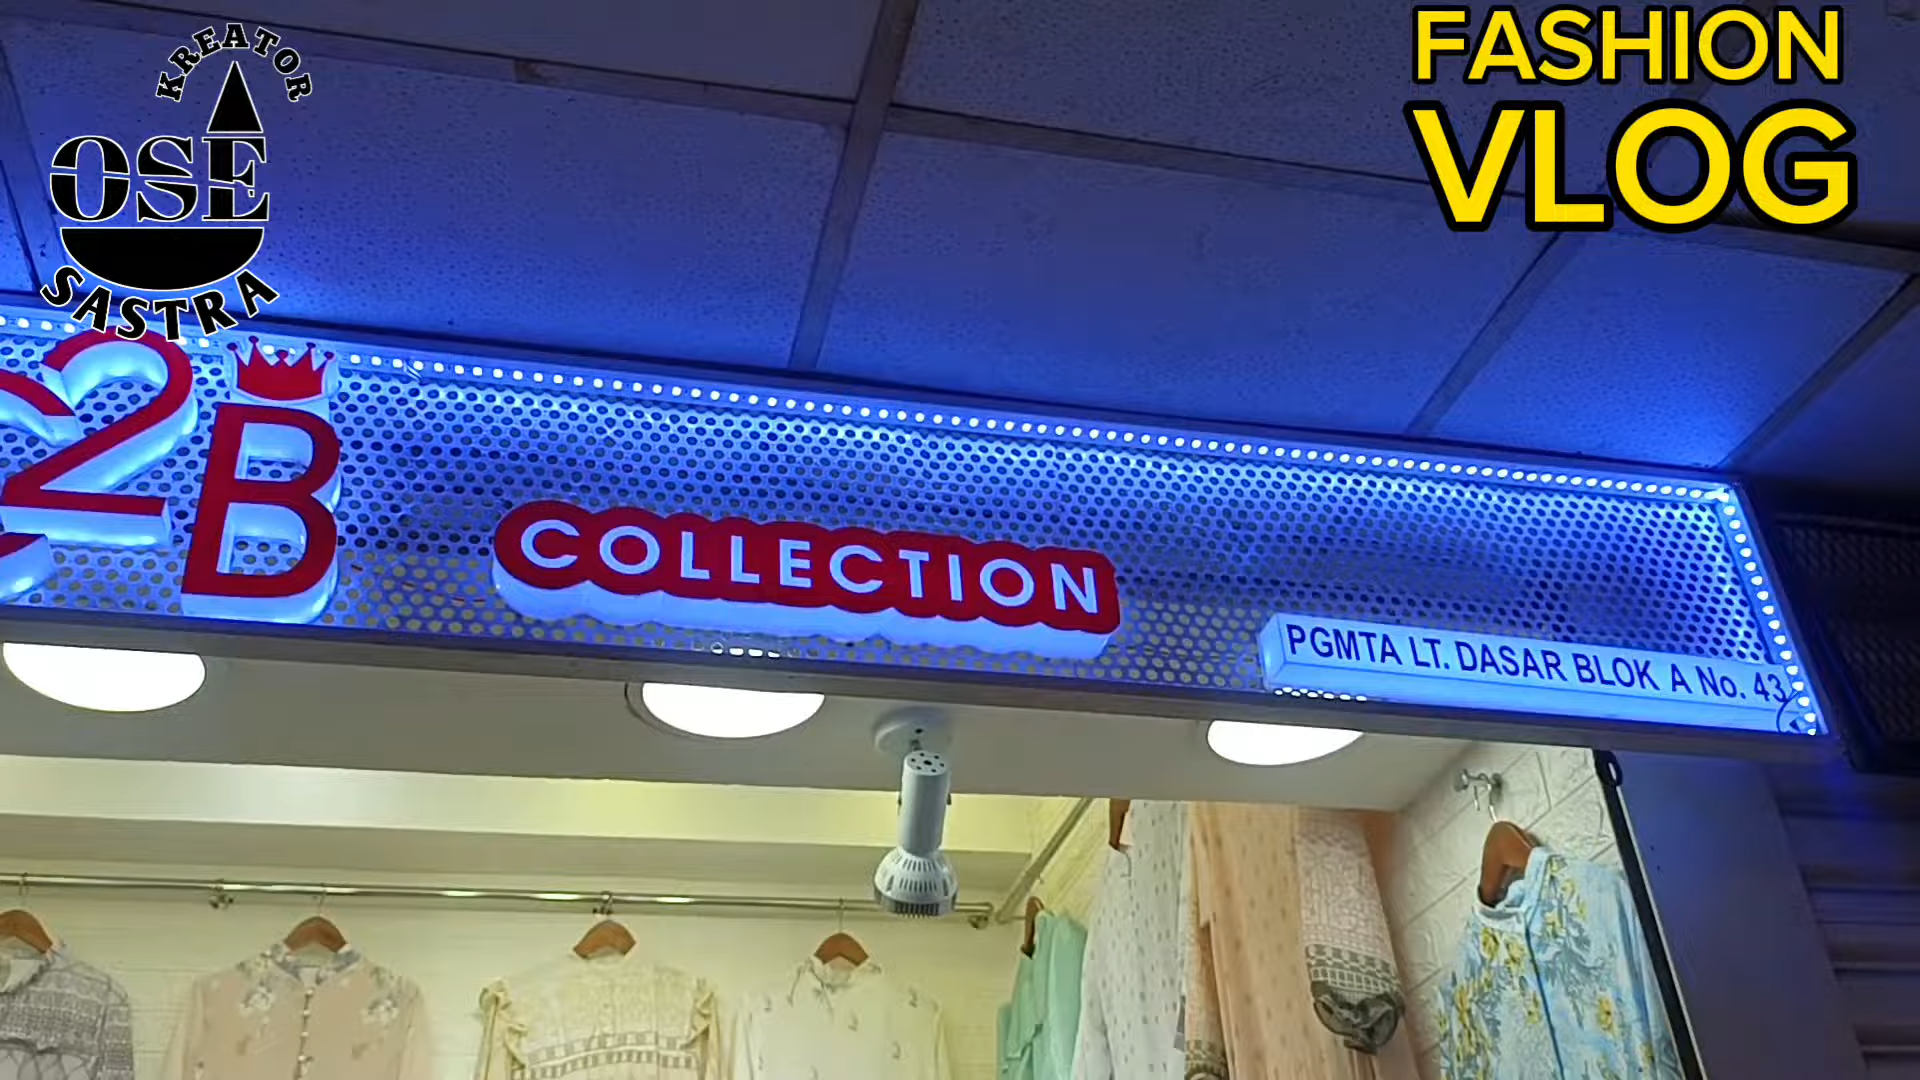 KREATOR
OSE
SASTRA
FASHION
VLOG
2B
COLLECTION
PGMTA LT. DASAR BLOK A No. 43